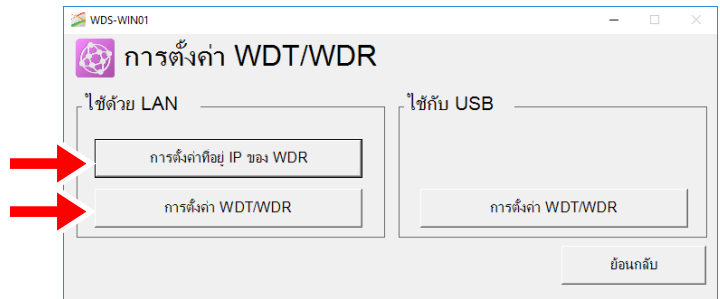 WDS-WIN01
การตั้งค่า WDT/WDR
ใช้ด้วย LAN
การตั้งค่าที่อยู่ IP ของ WDR
การตั้งค่า WDT/WDR
ใช้กับ USB
การตั้งค่า WDT/WDR
ย้อนกลับ